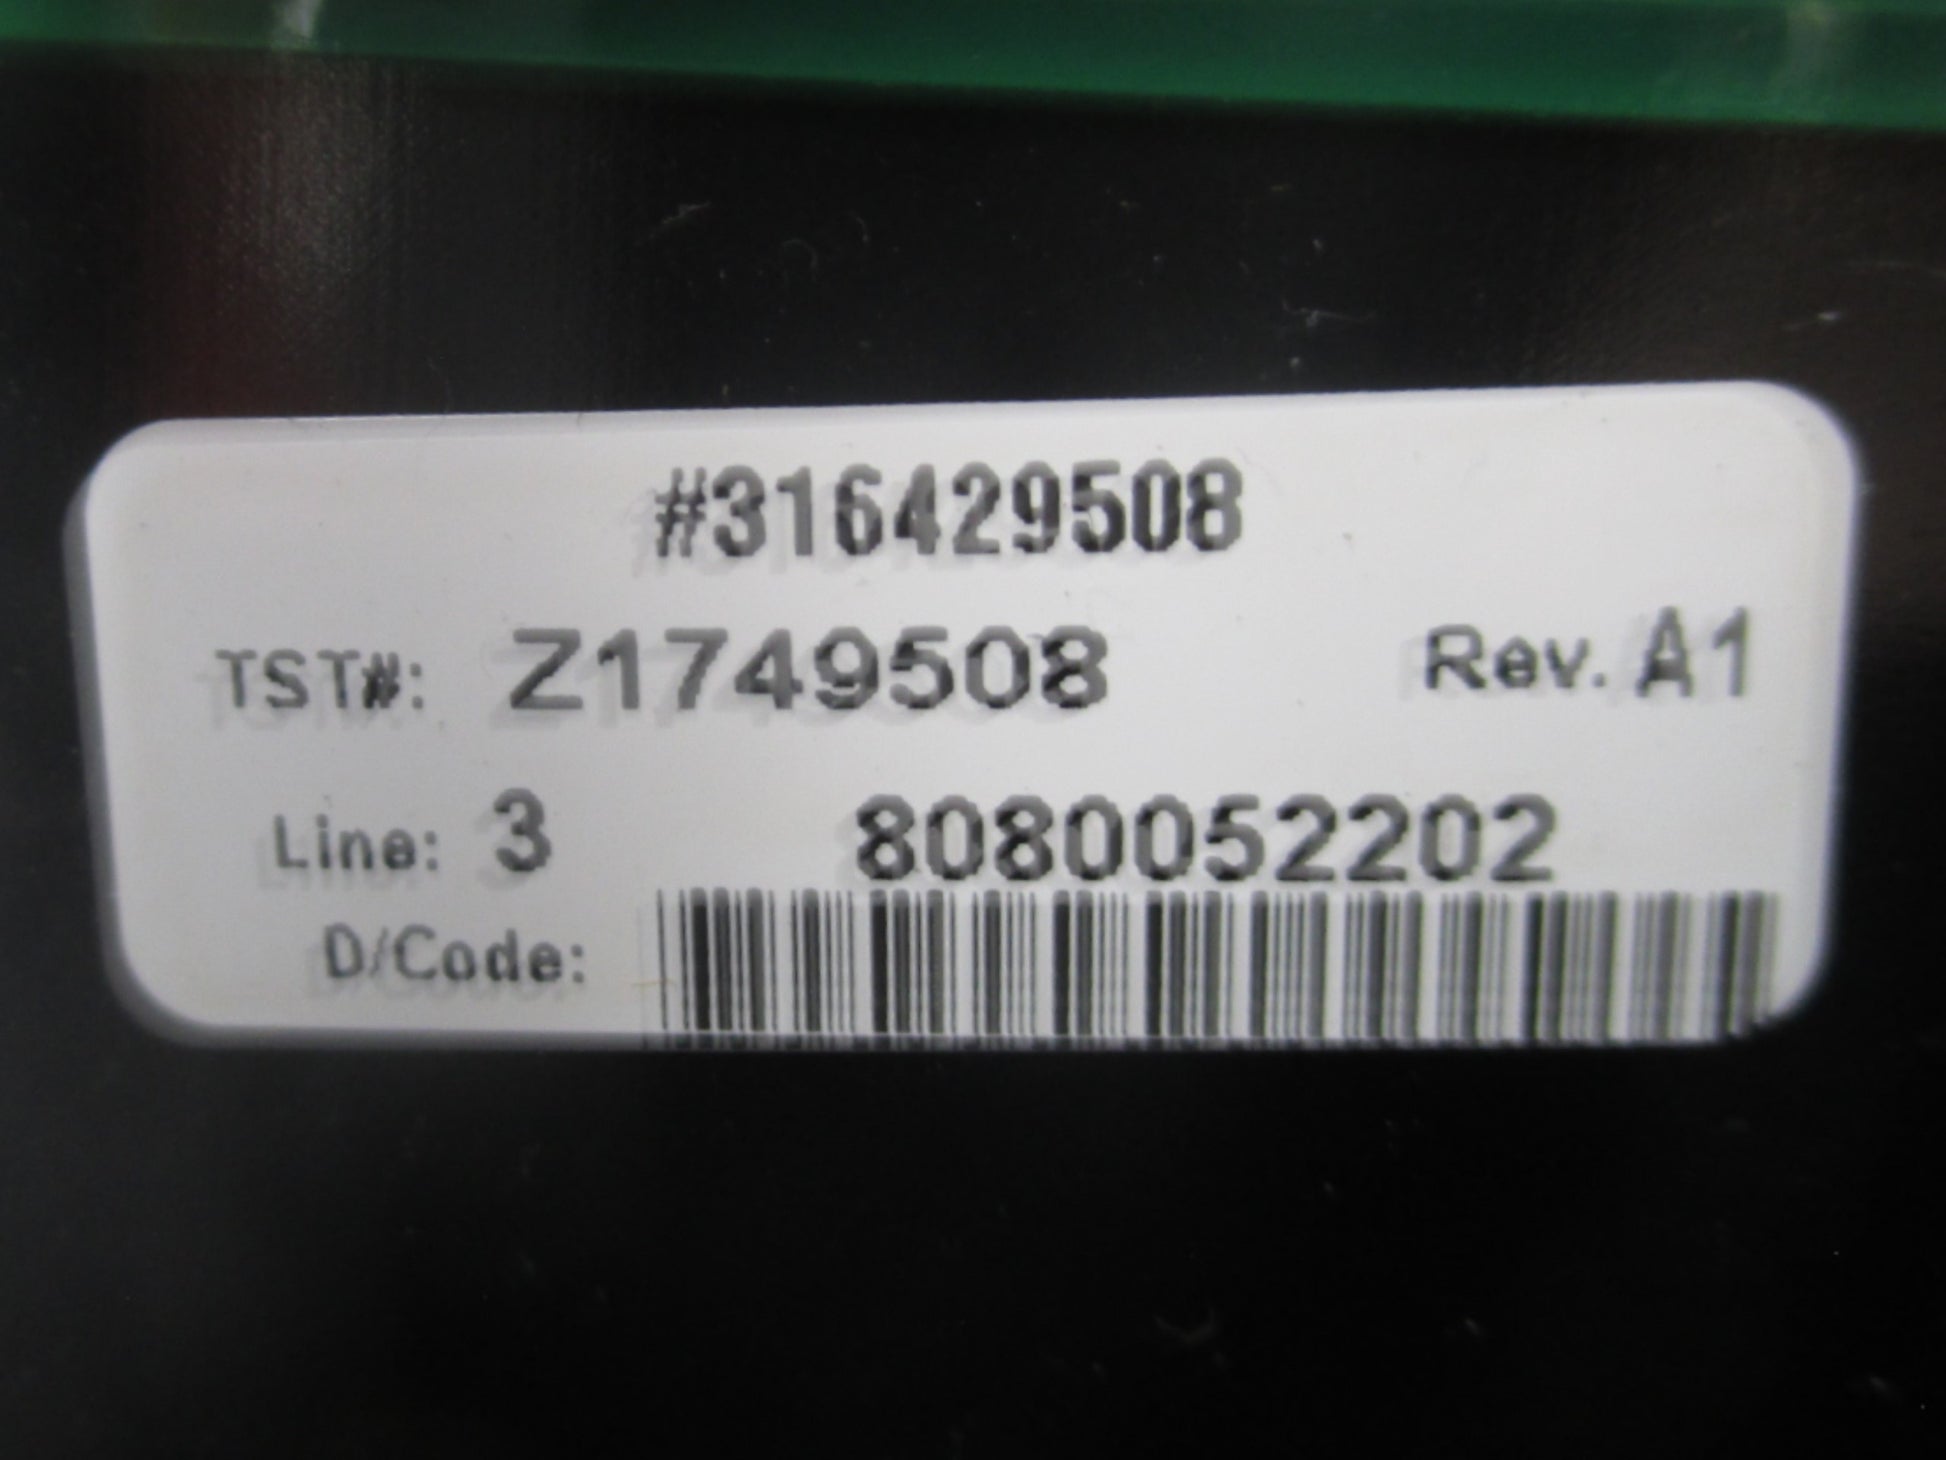 #316429508
TST#: Z1749508 Rev. A1
Line: 3 8080052202
D/Code: